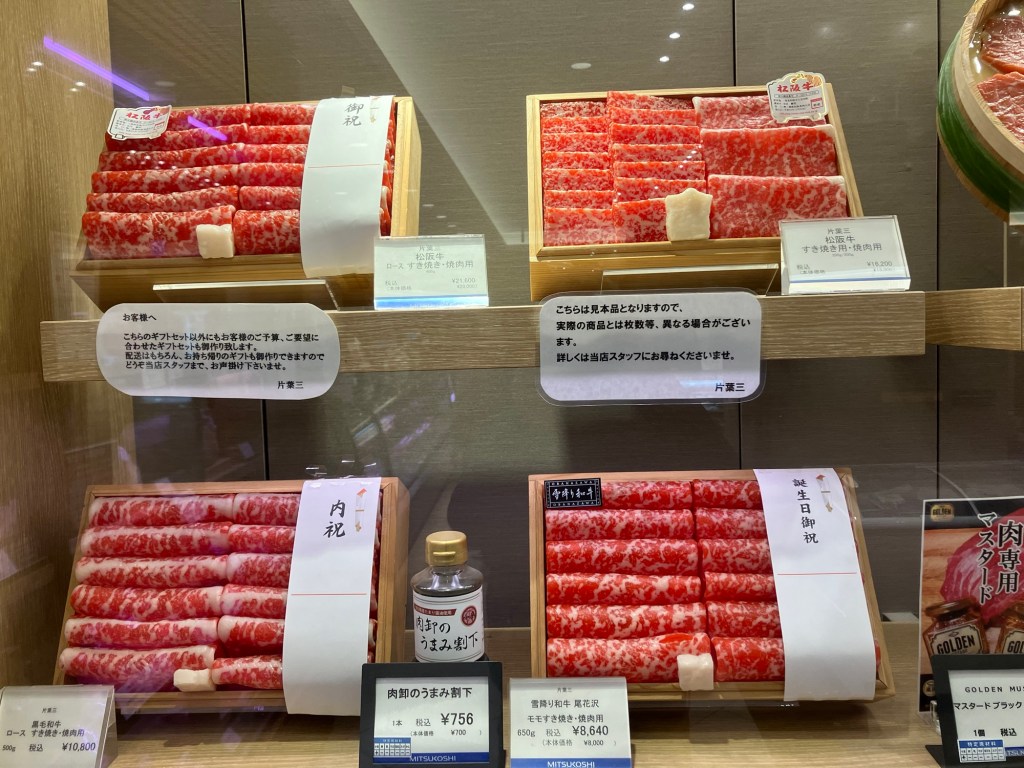 松阪牛
御祝
松阪牛
片葉三
松阪牛
ロース すき焼き・焼肉用
税込 ¥21,600
(本体価格
片葉三
松阪牛
すき焼き用・焼肉用
税込 ¥16,200
(本体価格
お客様へ
こちらのギフトセット以外にもお客様のご予算、ご要望に
合わせたギフトセットも御作り致します。
配送はもちろん、お持ち帰りのギフトも御作りできますので
どうぞ当店スタッフまで、お声掛け下さいませ。
片葉三
こちらは見本品となりますので、
実際の商品とは枚数等、異なる場合がござい
ます。
詳しくは当店スタッフにお尋ねくださいませ。
片葉三
内祝
雪降り和牛
誕生日御祝
肉卸の
うまみ割下
肉専用
マスタード
GOLDEN
片葉三
黒毛和牛
ロース すき焼き・焼肉用
500g 税込 ¥10,800
肉卸のうまみ割下
1本 税込 ¥756
(本体価格 ¥700 )
MITSUKOSHI
片葉三
雪降り和牛 尾花沢
モモすき焼き・焼肉用
650g 税込 ¥8,640
(本体価格 ¥8,000 )
MITSUKOSHI
GOLDEN MUS
マスタード ブラック
1個 税込